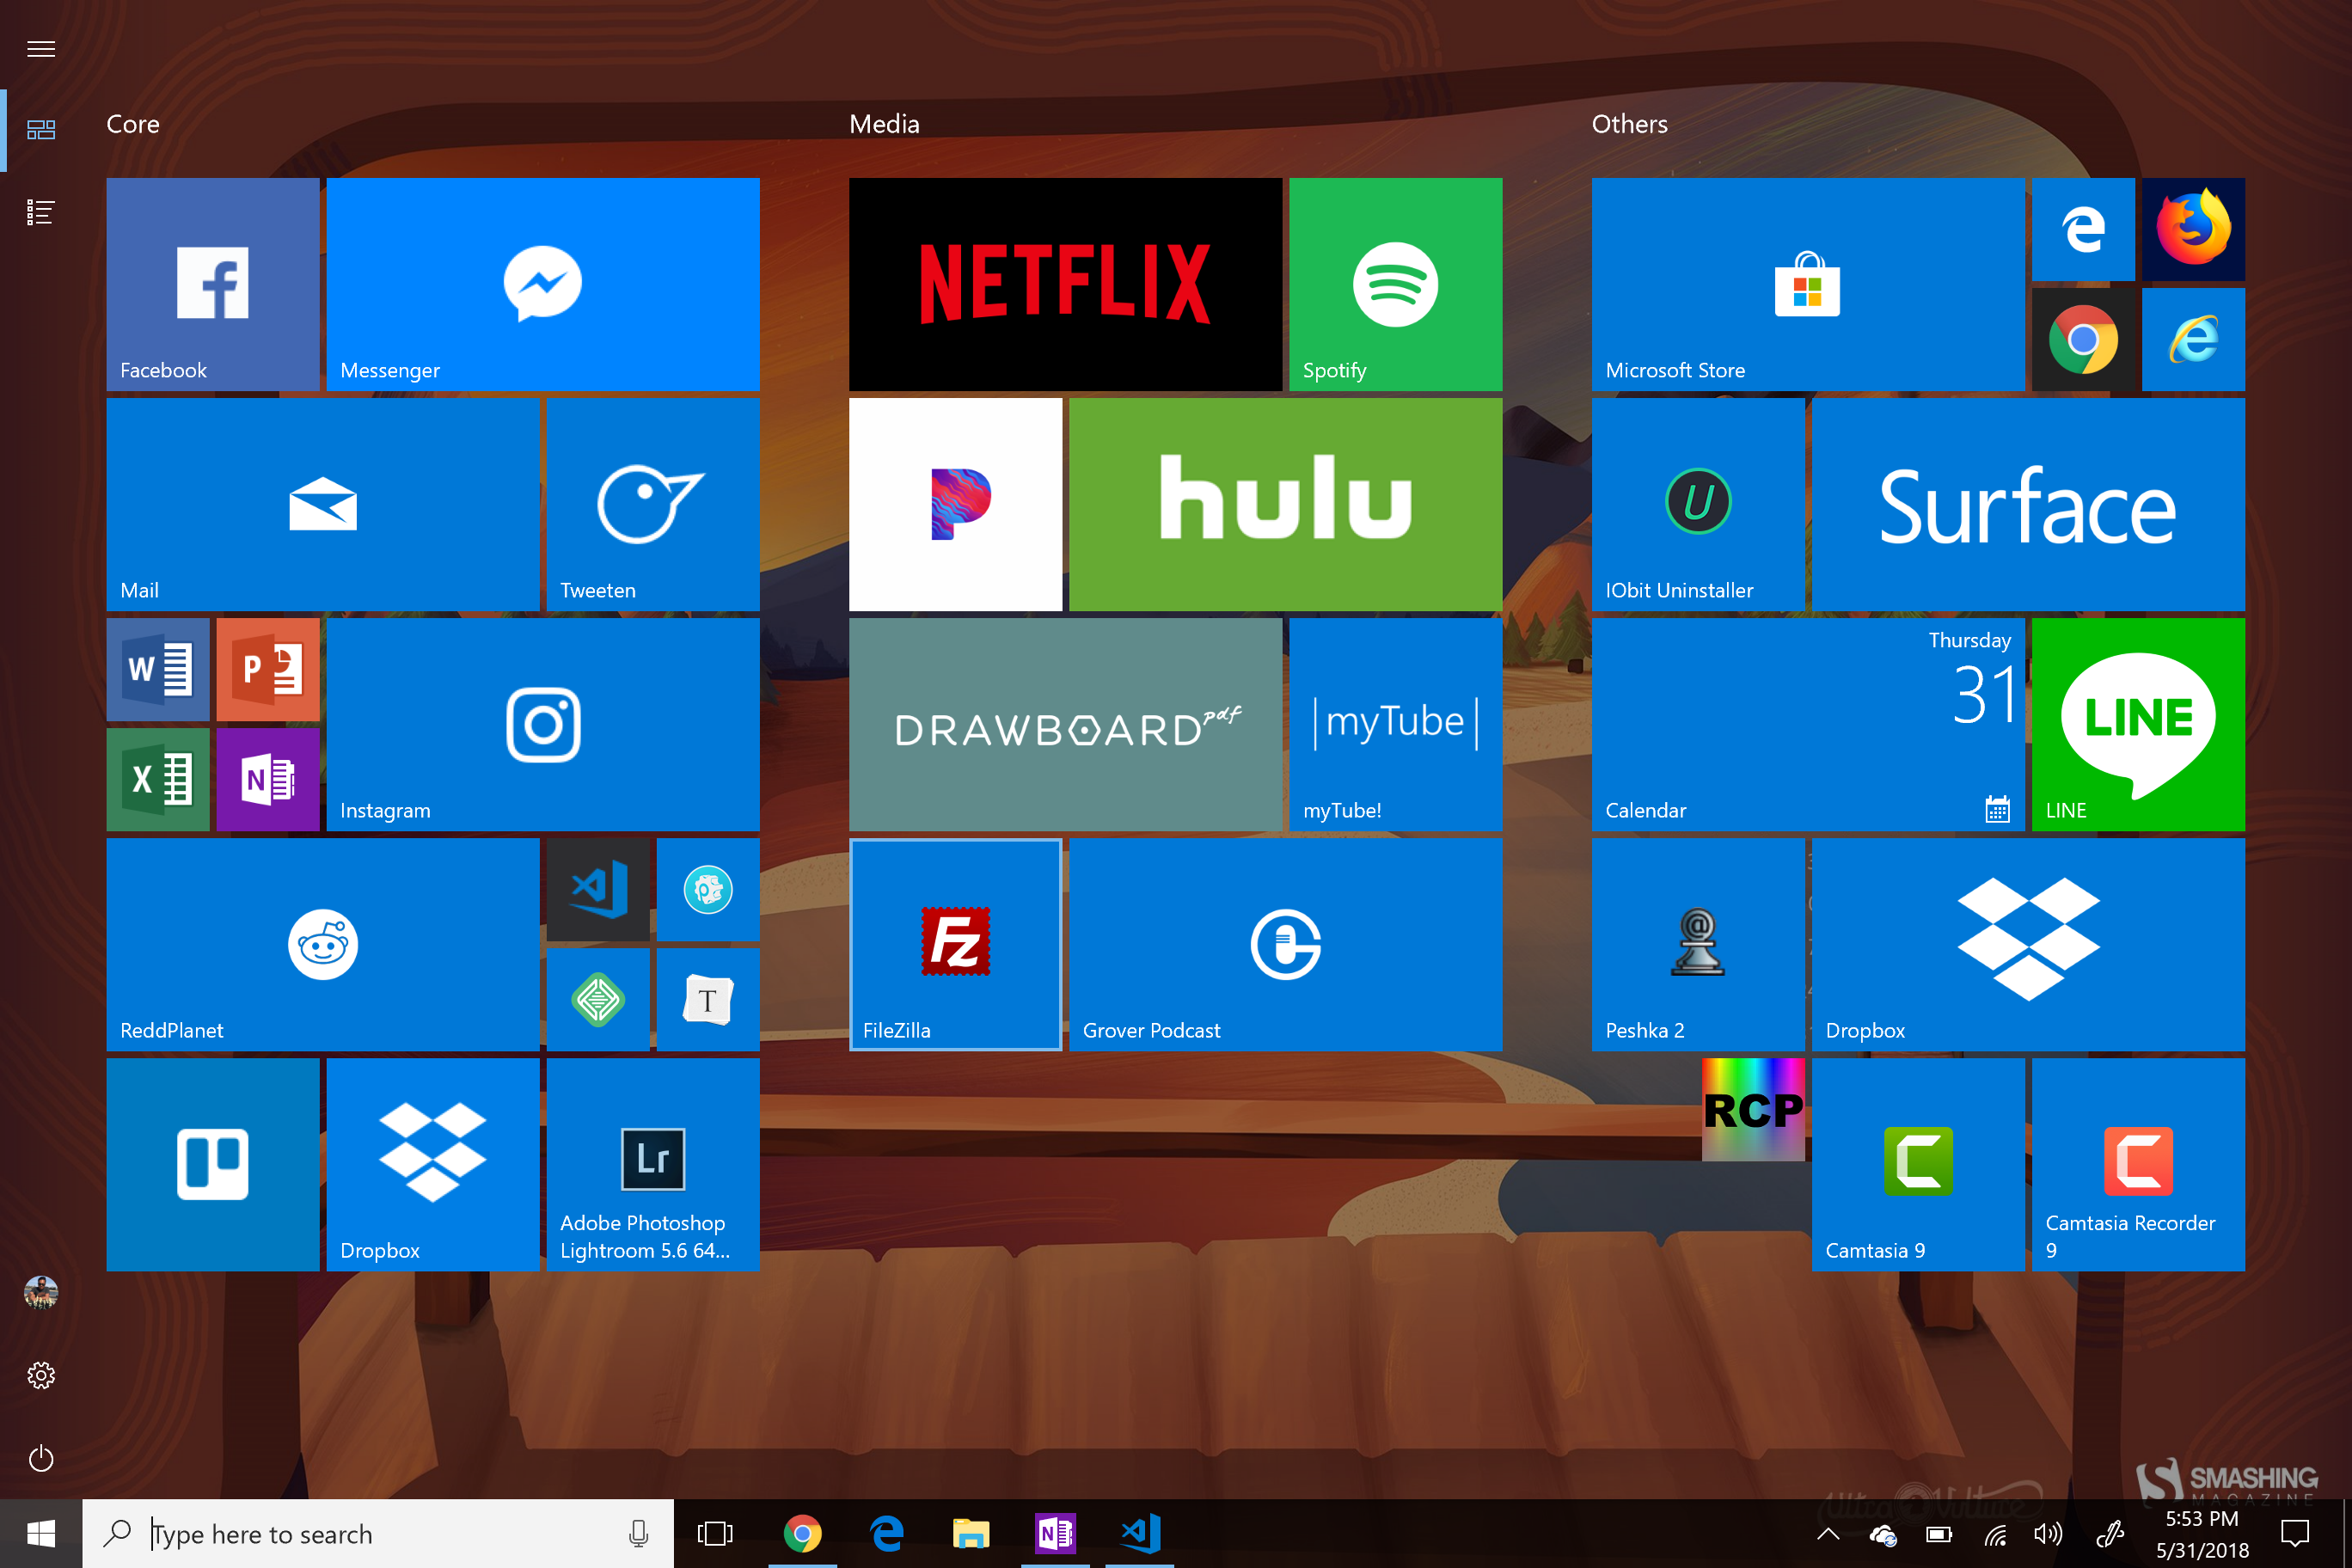 Core
Media
Others
Facebook
Messenger
NETFLIX
Spotify
Microsoft Store
Mail
Tweeten
hulu
IObit Uninstaller
Surface
W
P
X
N
Instagram
DRAWBOARD pdf
|myTube|
myTube!
Thursday
31
Calendar
LINE
LINE
ReddPlanet
T
Fz
FileZilla
Grover Podcast
@
Peshka 2
Dropbox
Dropbox
Lr
Adobe Photoshop
Lightroom 5.6 64...
RCP
Camtasia 9
Camtasia Recorder
9
SMASHING
MAGAZINE
Type here to search
N
5:53 PM
5/31/2018